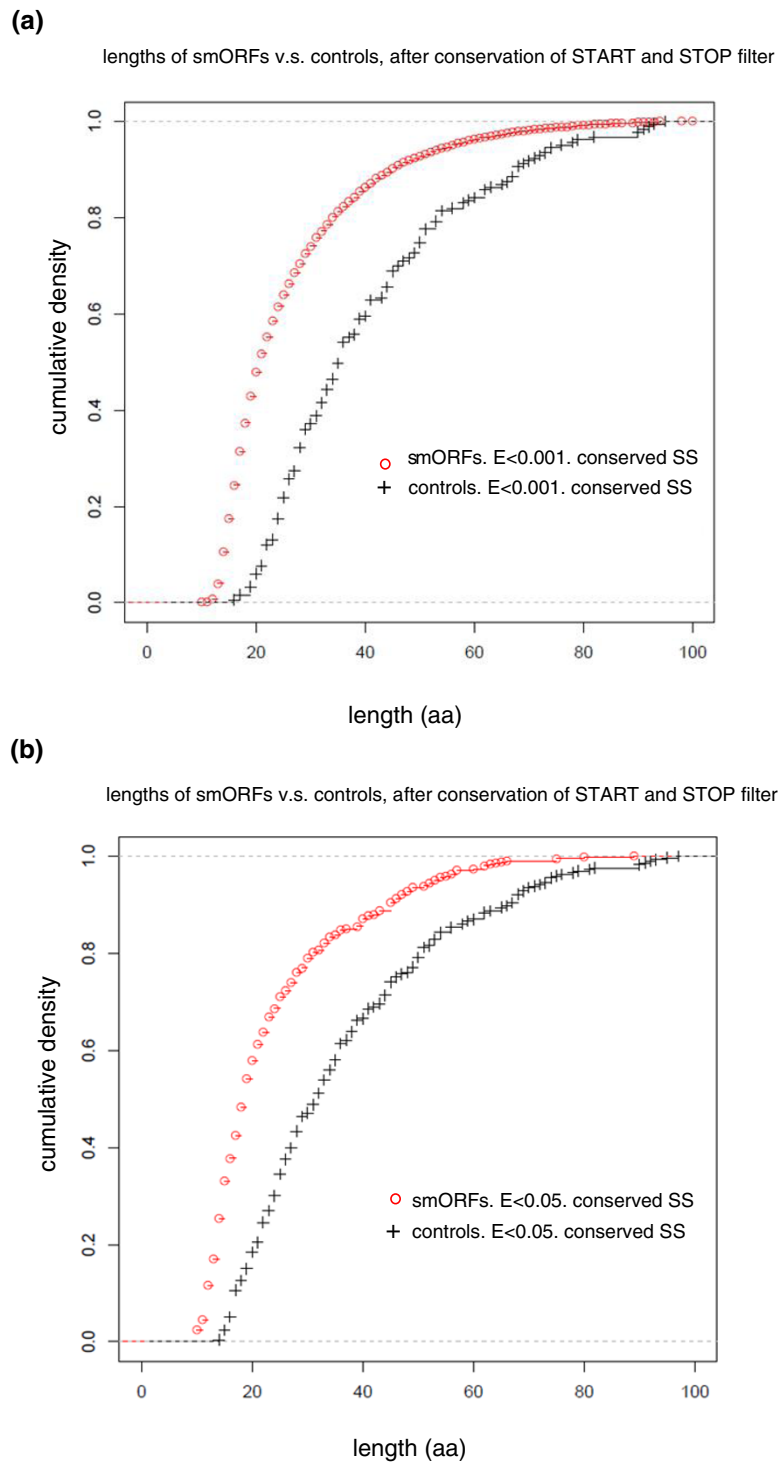 (a)
lengths of smORFs v.s. controls, after conservation of START and STOP filter
cumulative density
1.0
0.8
0.6
0.4
0.2
0.0
smORFs. E<0.001. conserved SS
controls. E<0.001. conserved SS
0 20 40 60 80 100
length (aa)
(b)
lengths of smORFs v.s. controls, after conservation of START and STOP filter
cumulative density
1.0
0.8
0.6
0.4
0.2
0.0
smORFs. E<0.05. conserved SS
controls. E<0.05. conserved SS
0 20 40 60 80 100
length (aa)